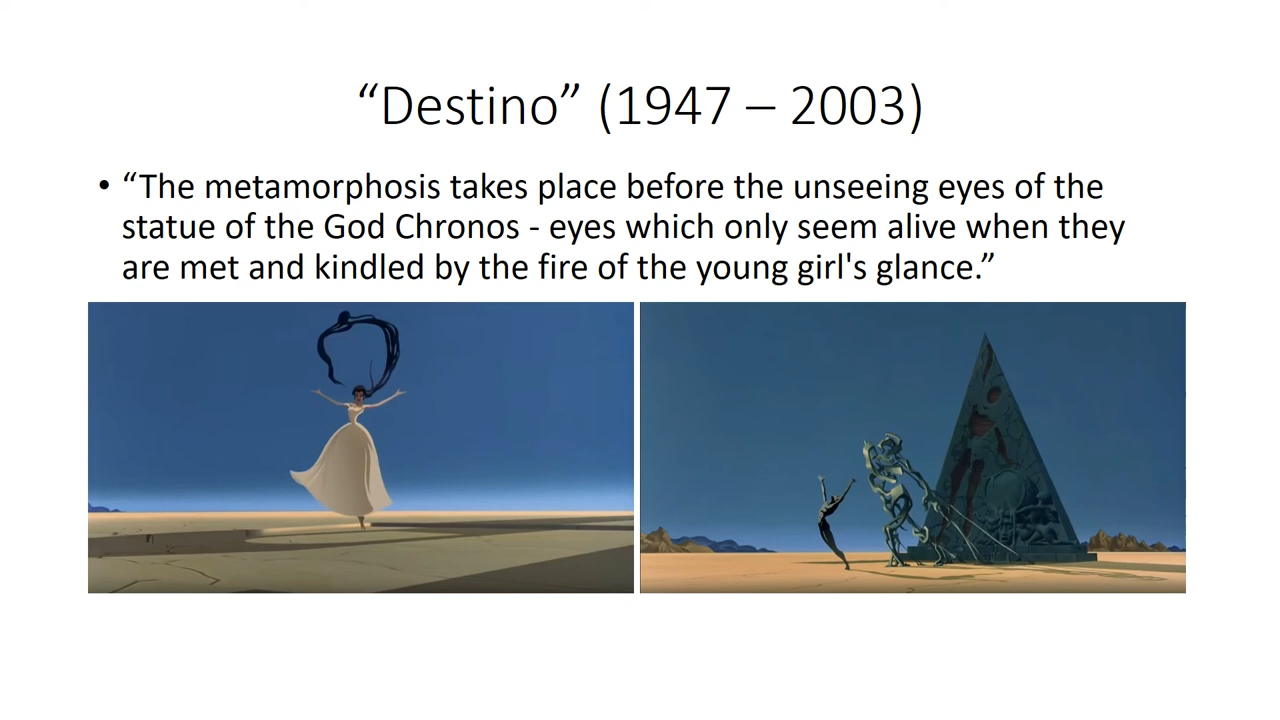 “Destino” (1947 – 2003)
• “The metamorphosis takes place before the unseeing eyes of the
statue of the God Chronos - eyes which only seem alive when they
are met and kindled by the fire of the young girl's glance.”